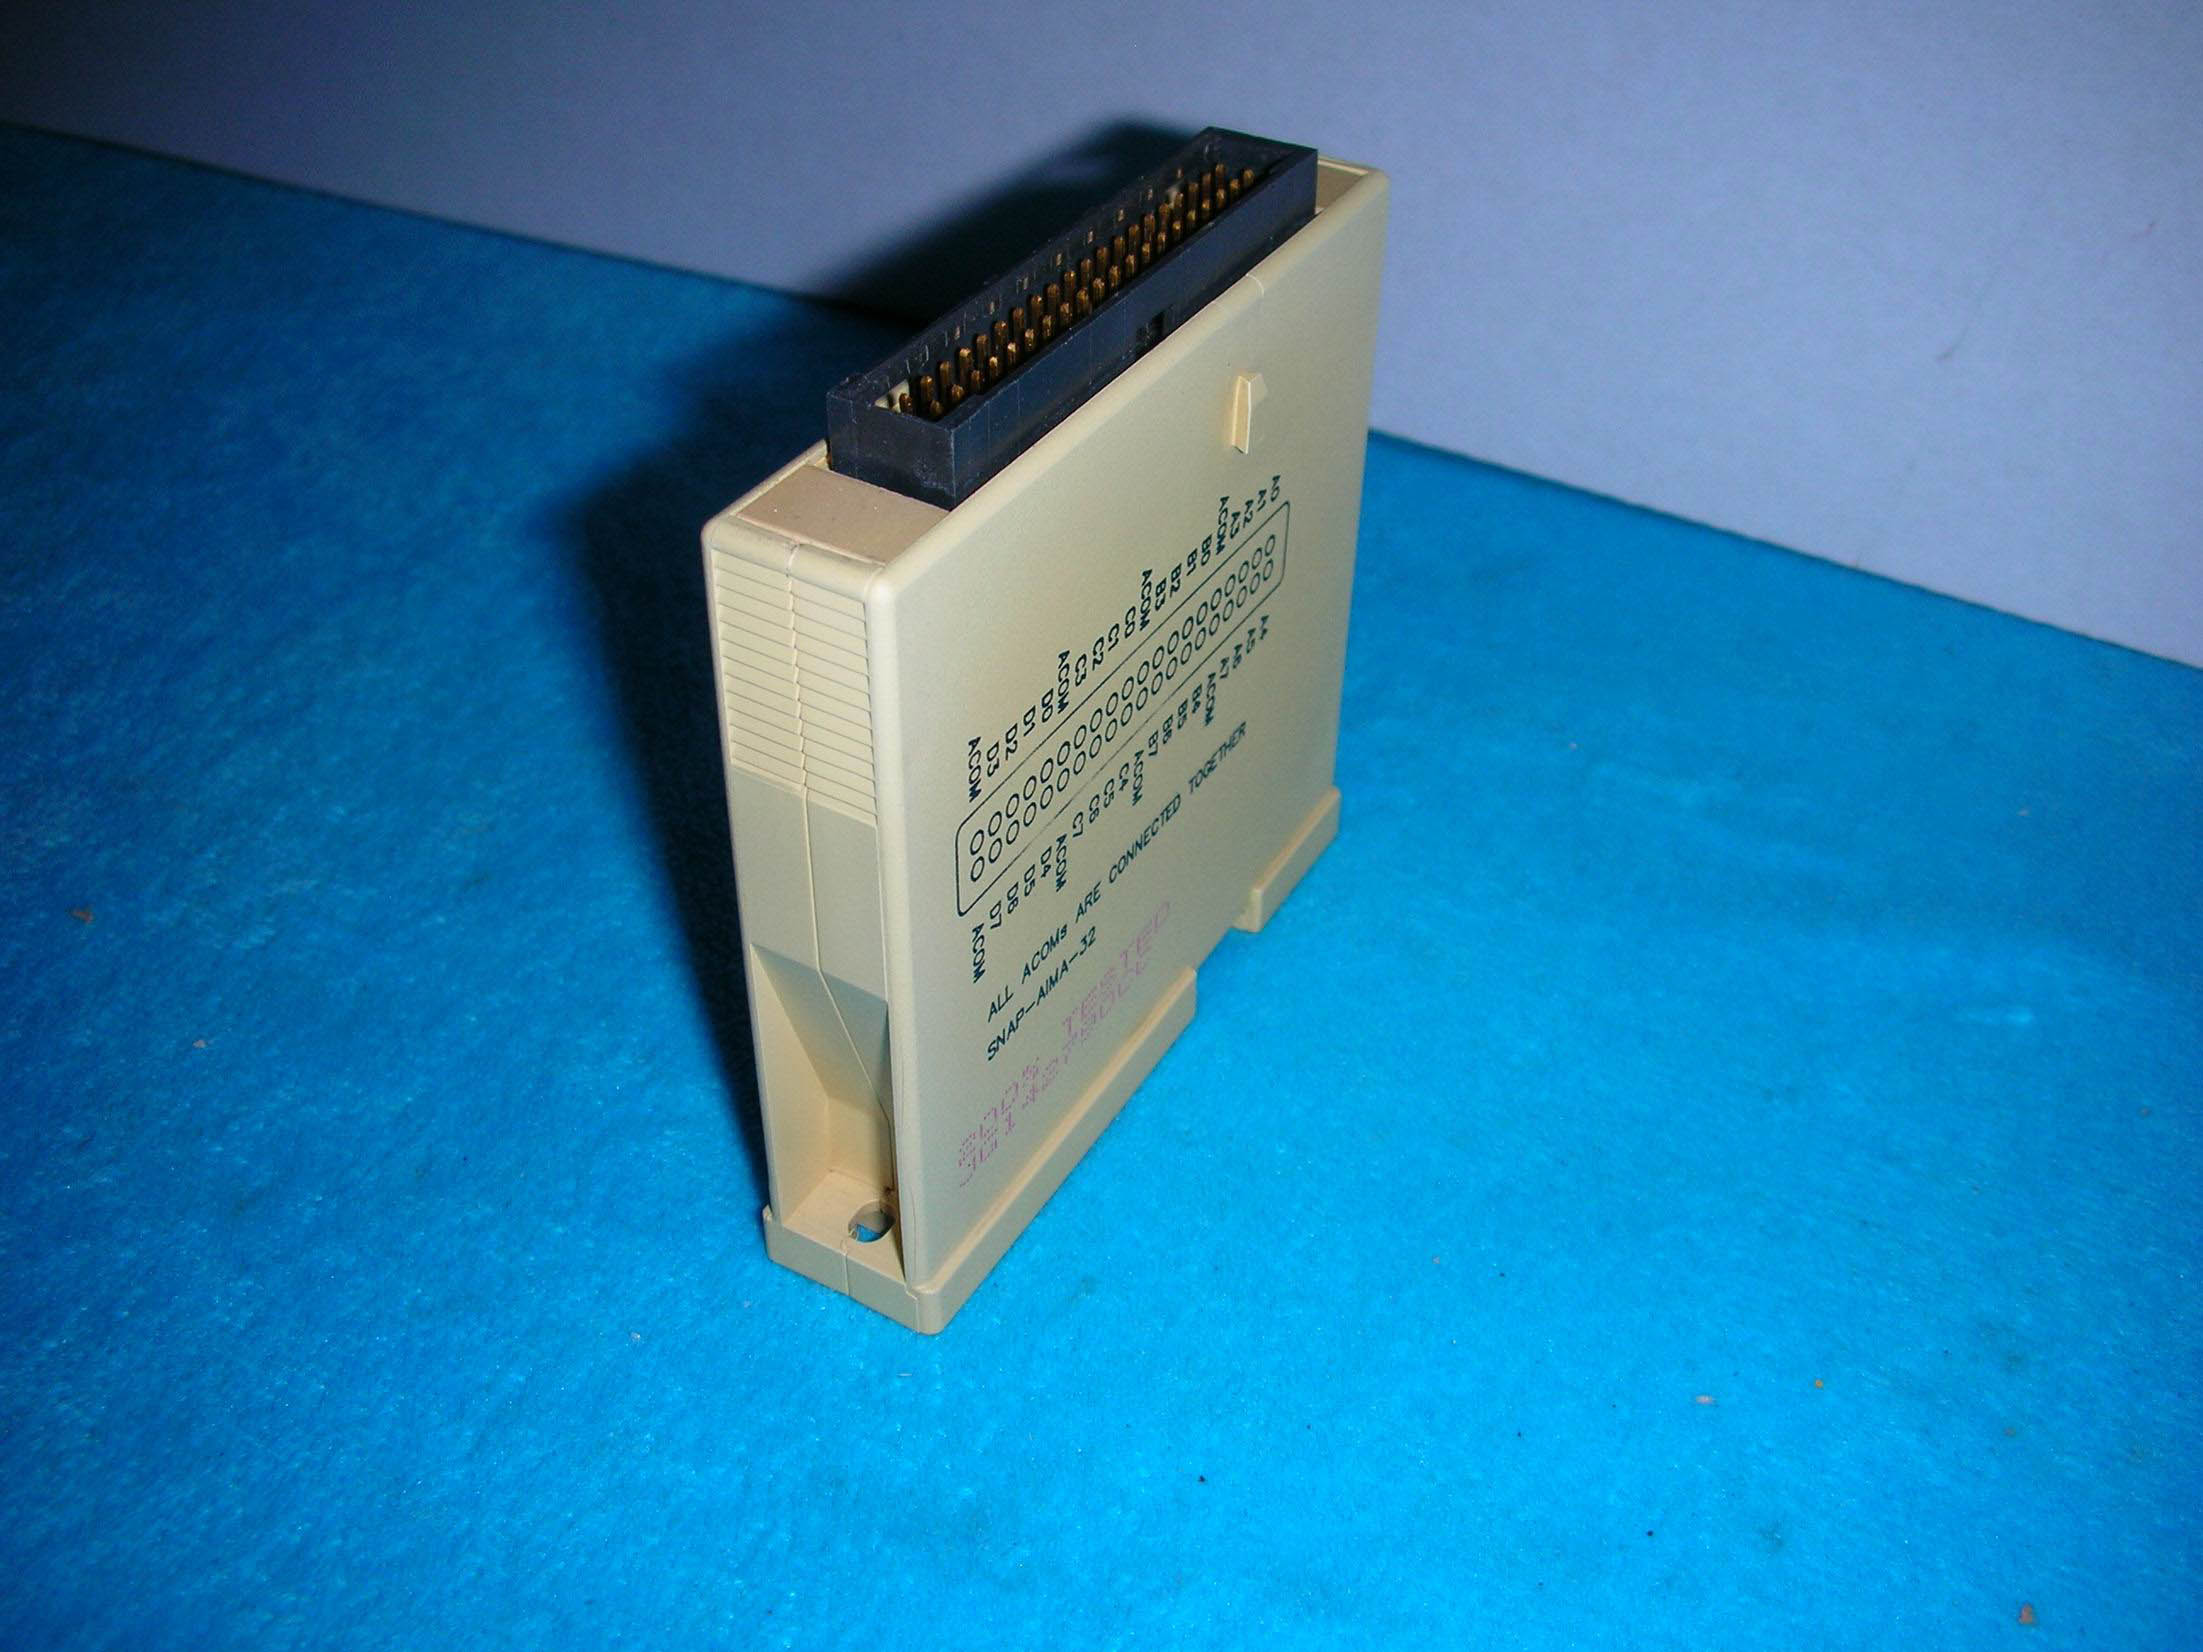 A0
A1
A2
A3
ACOM
B0
B1
B2
B3
ACOM
C0
C1
C2
C3
ACOM
D0
D1
D2
D3
ACOM
A4
A5
A6
A7
ACOM
B4
B5
B6
B7
ACOM
C4
C5
C6
C7
ACOM
D4
D5
D6
D7
ACOM
ALL ACOMs ARE CONNECTED TOGETHER
SNAP-AIMA-32
100% TESTED